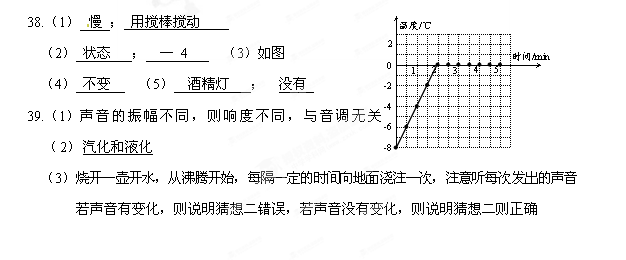 38.(1) 慢 ; 用搅棒搅动
(2) 状态 ; 一 4 (3)如图
(4) 不变 (5) 酒精灯 ; 没有
39.(1)声音的振幅不同，则响度不同，与音调无关
(2)汽化和液化
(3)烧开一壶开水，从沸腾开始，每隔一定的时间向地面浇注一次，注意听每次发出的声音
若声音有变化，则说明猜想二错误，若声音没有变化，则说明猜想二则正确
温度/℃
时间/min
2
0
-2
-4
-6
-8
1 2 3 4 5